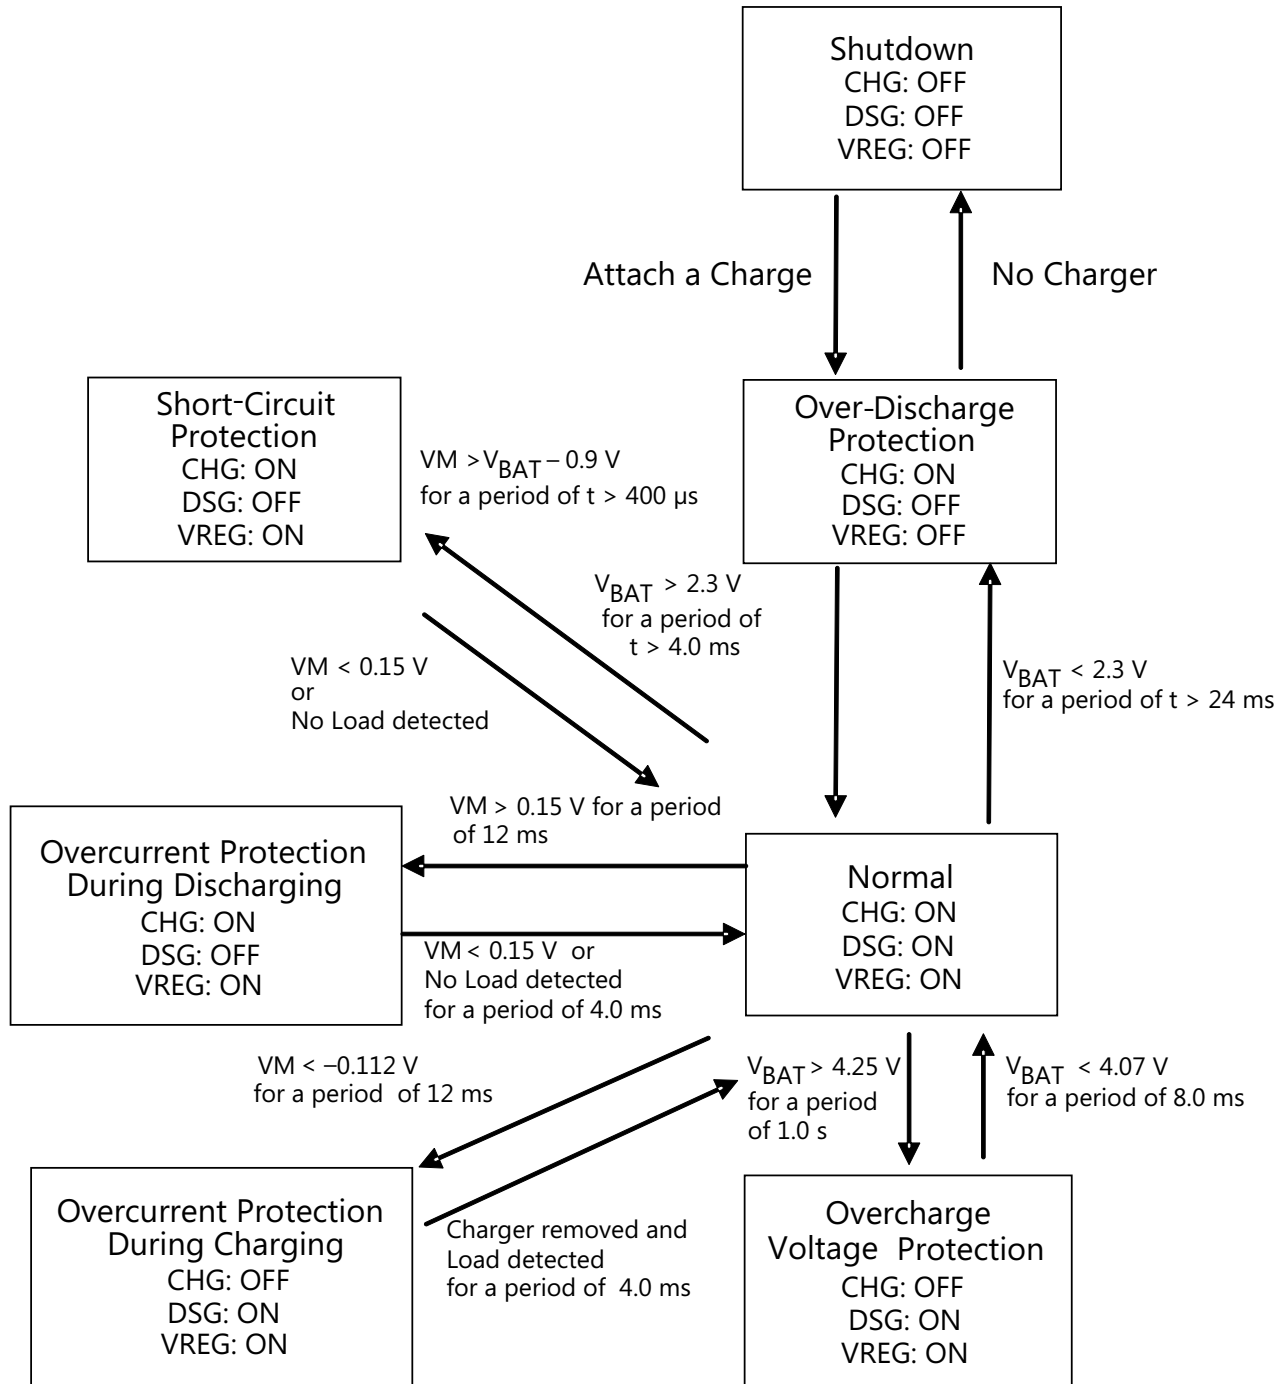 Shutdown
CHG: OFF
DSG: OFF
VREG: OFF
Attach a Charge
No Charger
Short-Circuit
Protection
CHG: ON
DSG: OFF
VREG: ON
VM > VBAT – 0.9 V
for a period of t > 400 µs
Over-Discharge
Protection
CHG: ON
DSG: OFF
VREG: OFF
VBAT > 2.3 V
for a period of
t > 4.0 ms
VM < 0.15 V
or
No Load detected
VBAT < 2.3 V
for a period of t > 24 ms
VM > 0.15 V for a period
of 12 ms
Overcurrent Protection
During Discharging
CHG: ON
DSG: OFF
VREG: ON
Normal
CHG: ON
DSG: ON
VREG: ON
VM < 0.15 V or
No Load detected
for a period of 4.0 ms
VM < –0.112 V
for a period of 12 ms
VBAT > 4.25 V
for a period
of 1.0 s
VBAT < 4.07 V
for a period of 8.0 ms
Overcurrent Protection
During Charging
CHG: OFF
DSG: ON
VREG: ON
Charger removed and
Load detected
for a period of 4.0 ms
Overcharge
Voltage Protection
CHG: OFF
DSG: ON
VREG: ON